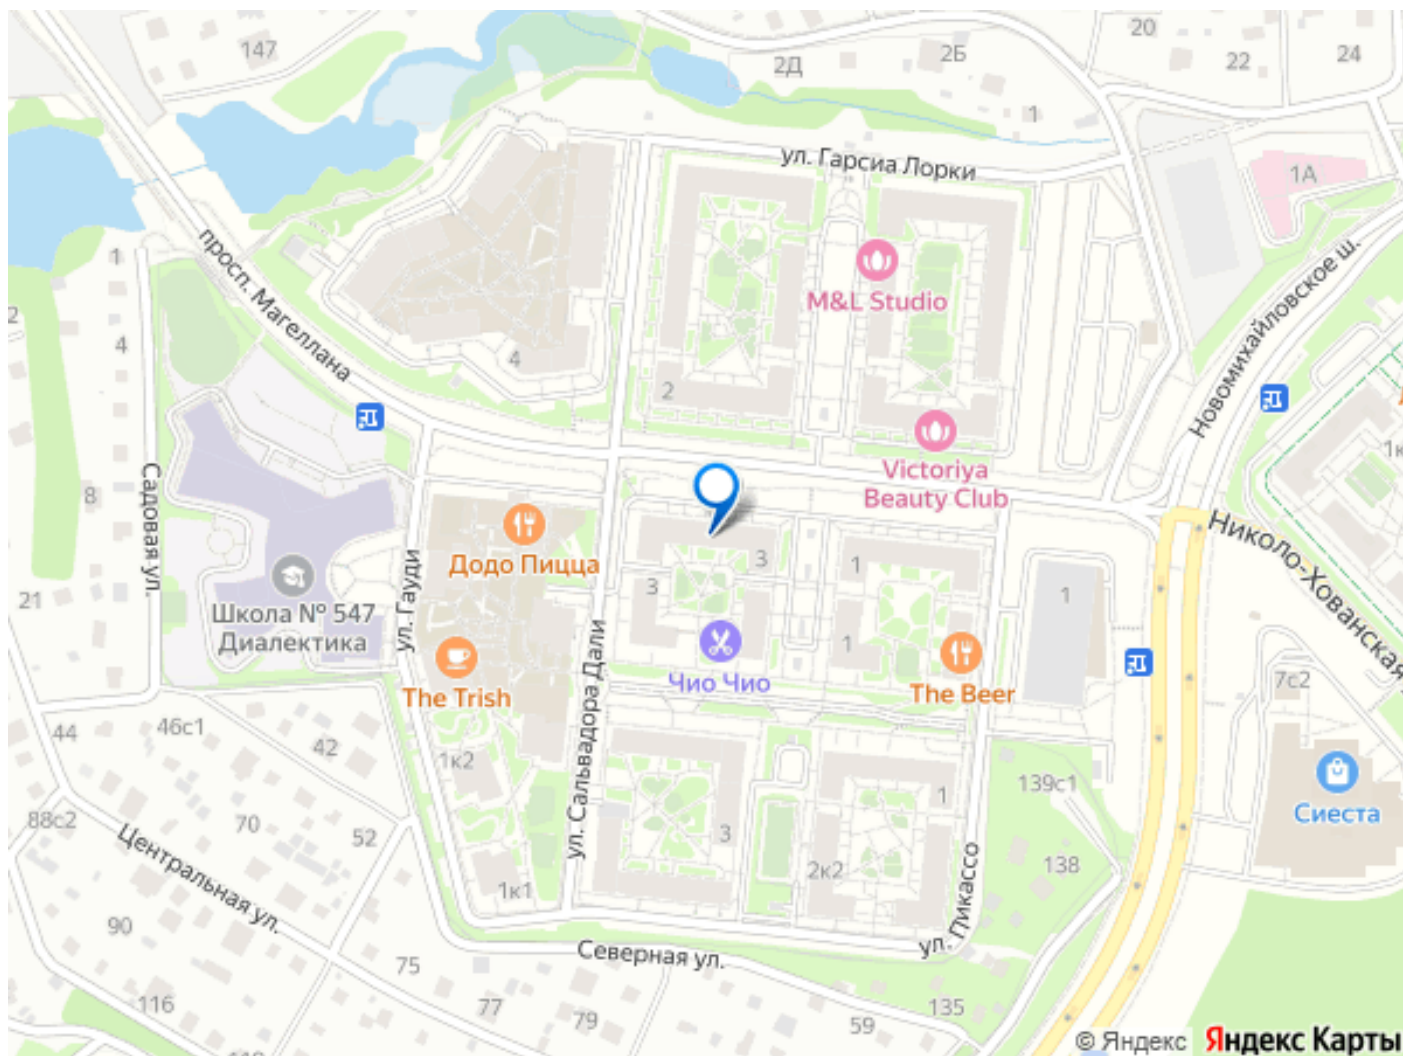 147
2Д
2Б
20
22
24
1
ул. Гарсиа Лорки
1А
просп. Магеллана
1
M&L Studio
Новомихайловское ш.
2
4
4
2
Victoriya
Beauty Club
1к
Садовая ул.
8
Николо-Хованская
Додо Пицца
3
1
ул. Гауди
21
Школа № 547
Диалектика
3
1
1
ул. Сальвадора Дали
The Trish
Чио Чио
The Beer
7с2
44
46с1
42
1к2
139с1
1
Сиеста
88с2
70
52
3
Центральная ул.
2к2
138
1к1
90
ул. Пикассо
Северная ул.
75
116
77
79
59
135
© Яндекс
Яндекс Карты